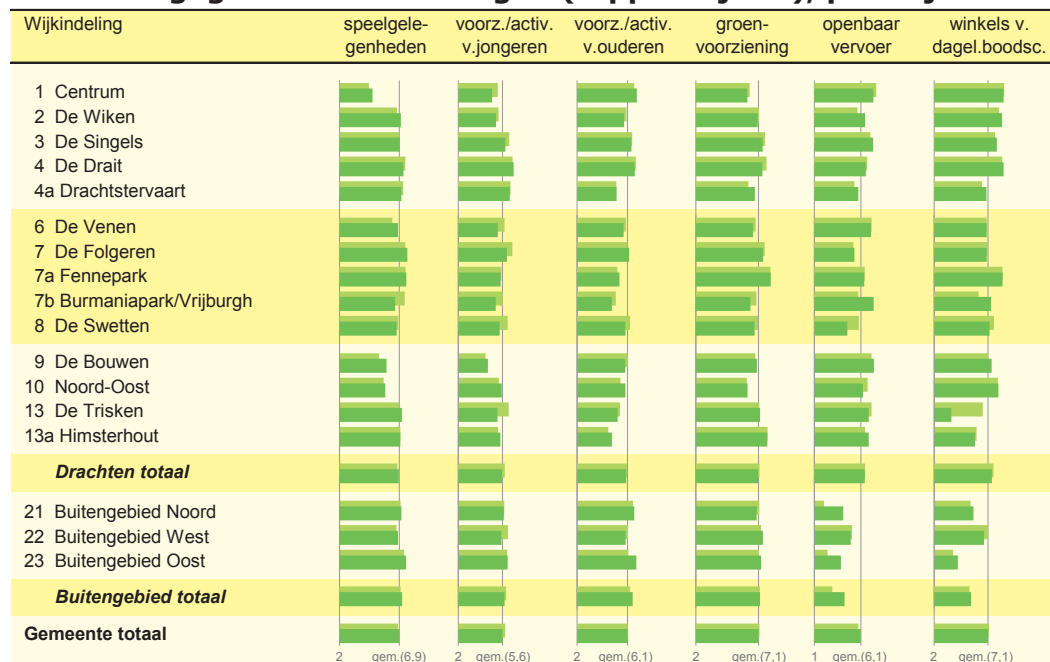 Wijkindeling speelgele- voorz./activ. voorz./activ. groen- openbaar winkels v.
genheden v.jongeren v.ouderen voorziening vervoer dagel.boodsc.
1 Centrum
2 De Wiken
3 De Singels
4 De Drait
4a Drachtstervaart
6 De Venen
7 De Folgeren
7a Fennepark
7b Burmaniapark/Vrijburgh
8 De Swetten
9 De Bouwen
10 Noord-Oost
13 De Trisken
13a Himsterhout
Drachten totaal
21 Buitengebied Noord
22 Buitengebied West
23 Buitengebied Oost
Buitengebied totaal
Gemeente totaal
2 gem.(6,9) 2 gem.(5,6) 2 gem.(6,1) 2 gem.(7,1) 1 gem.(6,1) 2 gem.(7,1)